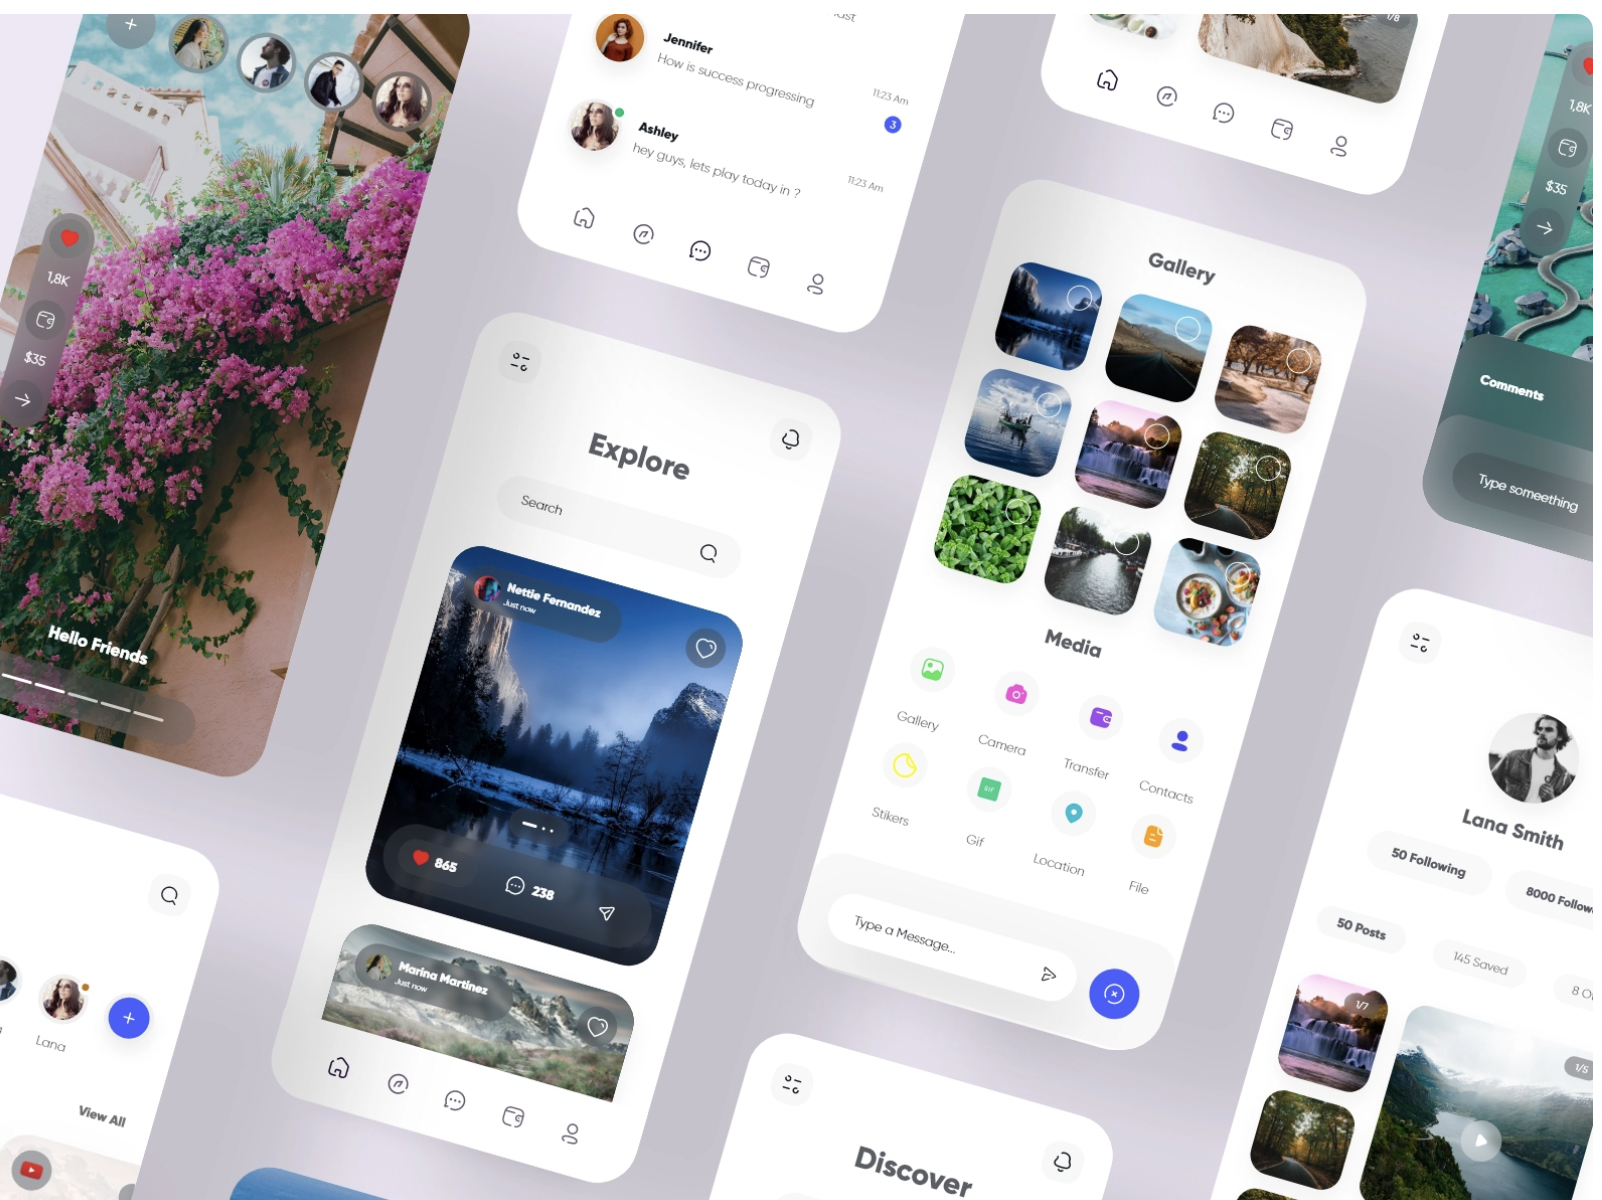 1,8K
$35
Hello Friends
Jennifer
How is success progressing
11:23 Am
3
Ashley
hey guys, lets play today in ?
11:23 Am
1/8
1,8K
$35
Comments
Type someething
Explore
Search
Nettie Fernandez
Just now
865
238
Marina Martinez
Just now
Gallery
Media
Gallery
Camera
Transfer
Contacts
Stikers
Gif
GIF
Location
File
Type a Message...
Lana
View All
Discover
Lana Smith
50 Following
8000 Follow
50 Posts
145 Saved
8
1/7
1/5